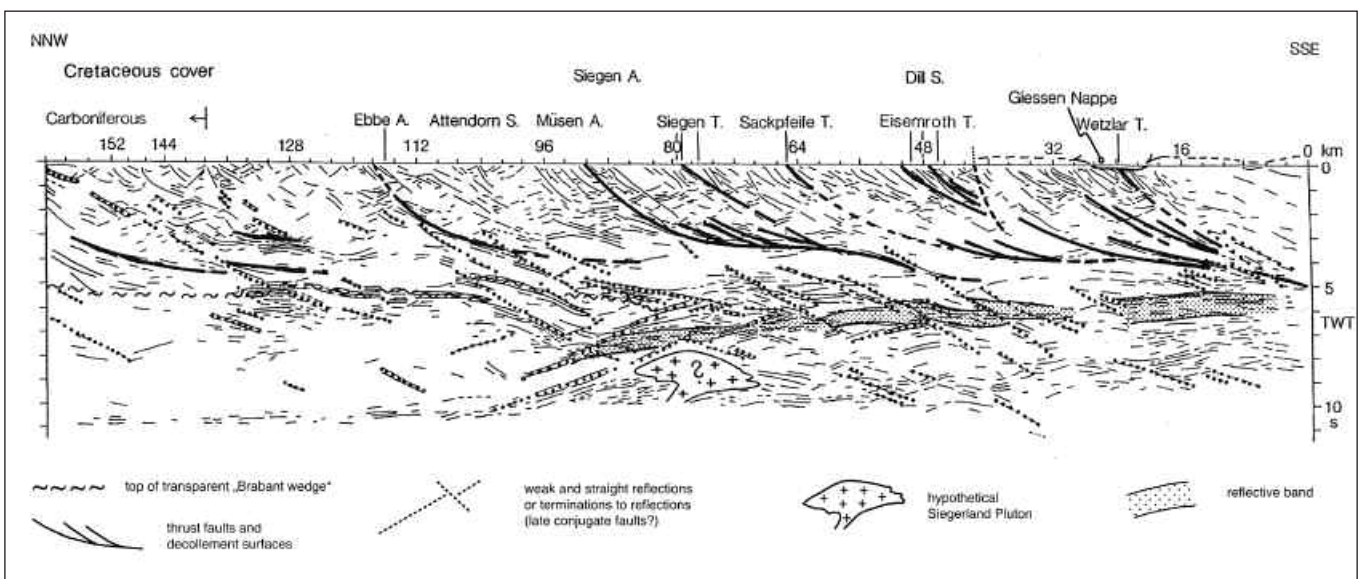 NNW
SSE
Cretaceous cover
Siegen A.
Dill S.
Giessen Nappe
Carboniferous
Ebbe A.
Attendorn S.
Müsen A.
Siegen T.
Sackpfeife T.
Eisemroth T.
Wetzlar T.
152 144 128 112 96 80 64 48 32 16 0 km
0
5
TWT
10
s
?
top of transparent „Brabant wedge“
thrust faults and
decollement surfaces
weak and straight reflections
or terminations to reflections
(late conjugate faults?)
hypothetical
Siegerland Pluton
reflective band